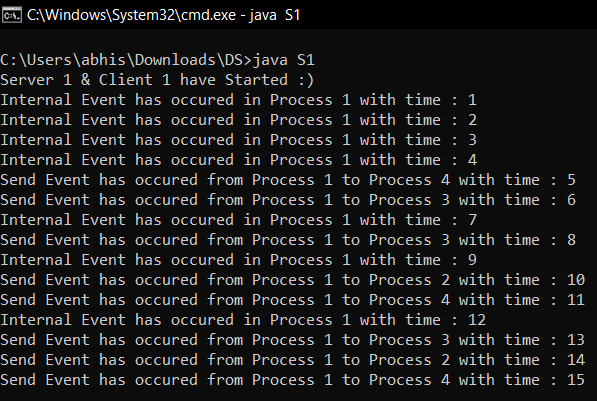 C:\Windows\System32\cmd.exe - java  S1
C:\Users\abhis\Downloads\DS>java S1
Server 1 & Client 1 have Started :)
Internal Event has occured in Process 1 with time : 1
Internal Event has occured in Process 1 with time : 2
Internal Event has occured in Process 1 with time : 3
Internal Event has occured in Process 1 with time : 4
Send Event has occured from Process 1 to Process 4 with time : 5
Send Event has occured from Process 1 to Process 3 with time : 6
Internal Event has occured in Process 1 with time : 7
Send Event has occured from Process 1 to Process 3 with time : 8
Internal Event has occured in Process 1 with time : 9
Send Event has occured from Process 1 to Process 2 with time : 10
Send Event has occured from Process 1 to Process 4 with time : 11
Internal Event has occured in Process 1 with time : 12
Send Event has occured from Process 1 to Process 3 with time : 13
Send Event has occured from Process 1 to Process 2 with time : 14
Send Event has occured from Process 1 to Process 4 with time : 15